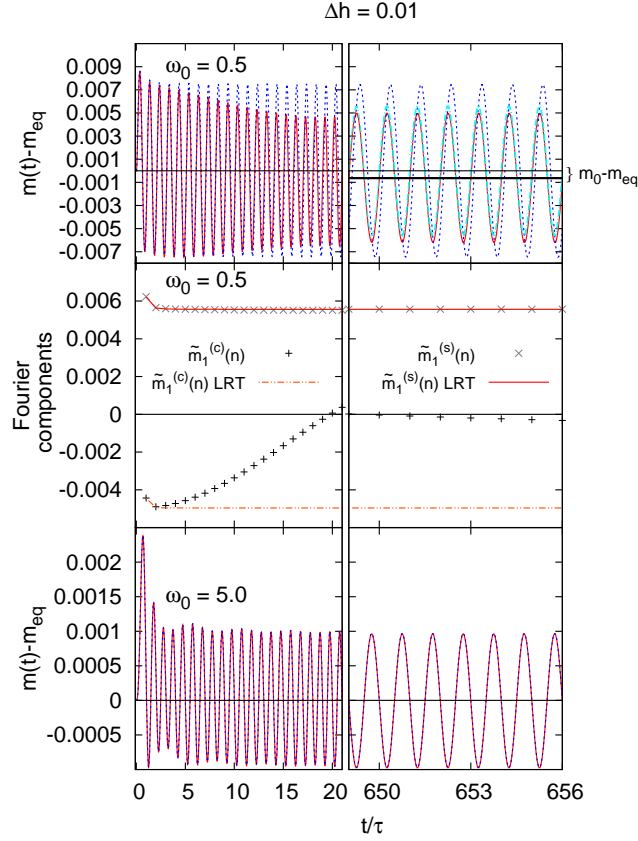 Δh = 0.01
ω0 = 0.5
m(t)-meq
0.009
0.007
0.005
0.003
0.001
-0.001
-0.003
-0.005
-0.007
} m0-meq
ω0 = 0.5
Fourier
components
0.006
0.004
0.002
0
-0.002
-0.004
m̃1(c)(n) +
m̃1(c)(n) LRT
m̃1(s)(n) ×
m̃1(s)(n) LRT
ω0 = 5.0
m(t)-meq
0.002
0.0015
0.001
0.0005
0
-0.0005
0 5 10 15 20 650 653 656
t/τ